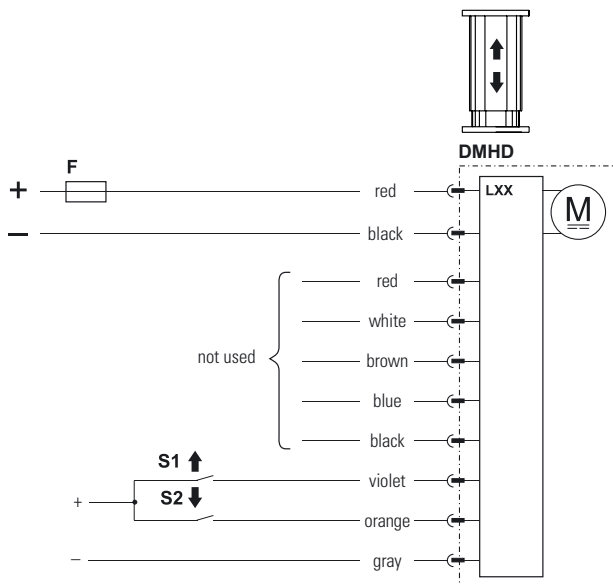 DMHD
F
+
red
LXX
M
−
black
red
white
not used
brown
blue
black
S1
violet
+
S2
orange
−
gray